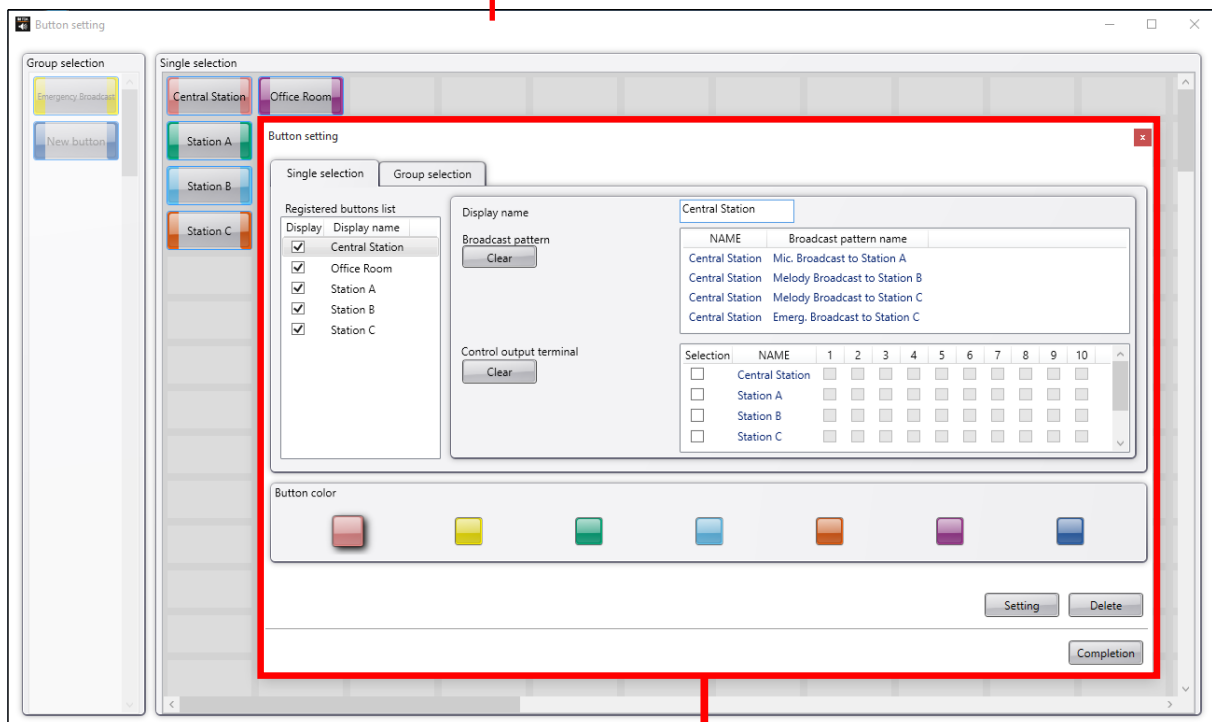 Button setting
Group selection
Single selection
Emergency Broadcast
Central Station
Office Room
New button
Station A
Station B
Station C
Button setting
x
Single selection
Group selection
Registered buttons list
Display Display name
Central Station
Office Room
Station A
Station B
Station C
Display name
Central Station
Broadcast pattern
Clear
NAME Broadcast pattern name
Central Station Mic. Broadcast to Station A
Central Station Melody Broadcast to Station B
Central Station Melody Broadcast to Station C
Central Station Emerg. Broadcast to Station C
Control output terminal
Clear
Selection NAME 1 2 3 4 5 6 7 8 9 10
Central Station
Station A
Station B
Station C
Button color
Setting
Delete
Completion